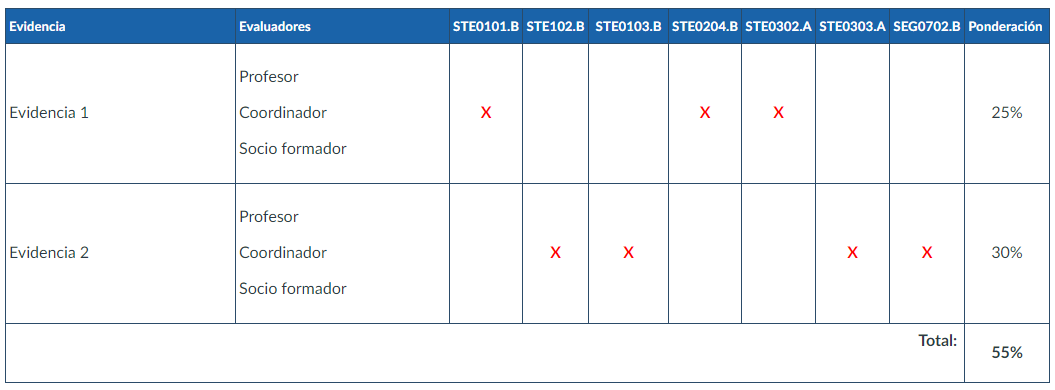 Evidencia Evaluadores STE0101.B STE102.B STE0103.B STE0204.B STE0302.A STE0303.A SEG0702.B Ponderación
Profesor
Evidencia 1 Coordinador X X X 25%
Socio formador
Profesor
Evidencia 2 Coordinador X X X X 30%
Socio formador
Total:
55%